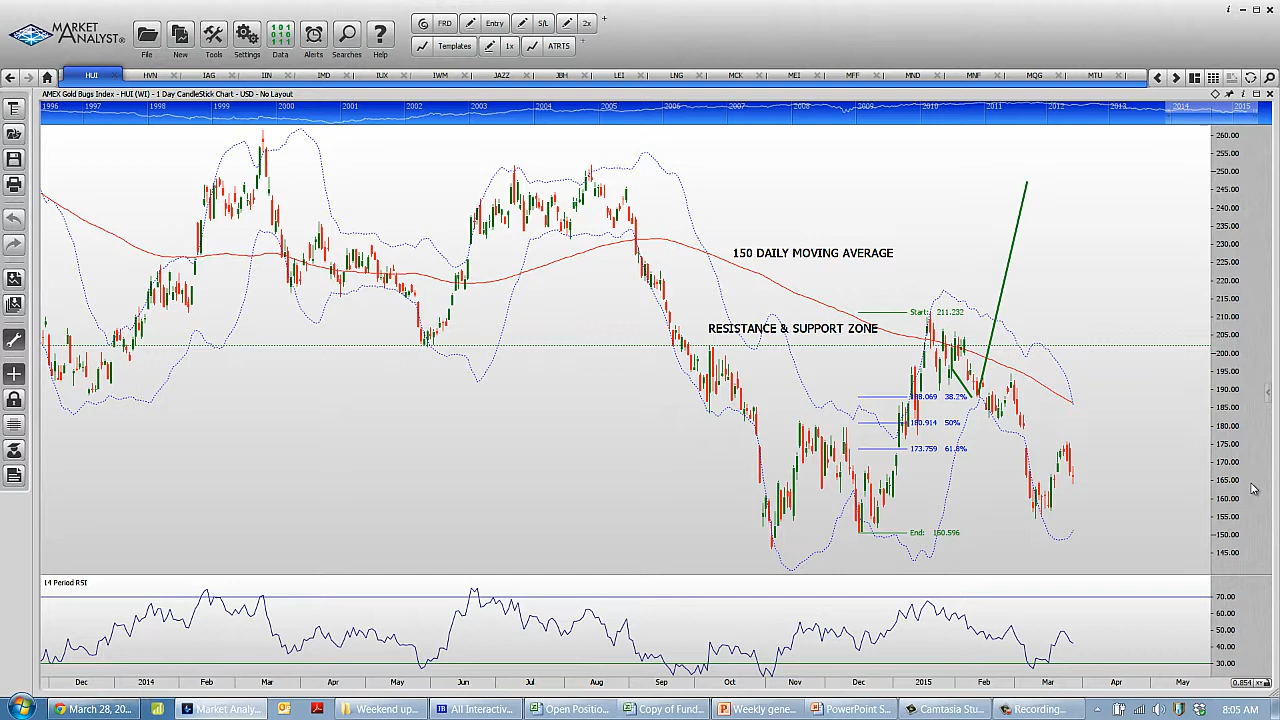 MARKET ANALYST®
File New Tools Settings Data Alerts Searches Help
FRD Entry S/L 2x
Templates 1x ATRTS
HUI HVN IAG IIN IMD IUX IWM JAZZ JBH LEI LNG MCK MEI MFF MND MNF MQG MTU
AMEX Gold Bugs Index - HUI (WI) - 1 Day CandleStick Chart - USD - No Layout
1996 1997 1998 1999 2000 2001 2002 2003 2004 2005 2006 2007 2008 2009 2010 2011 2012 2014 2015
260.00
255.00
250.00
245.00
240.00
235.00
230.00
225.00
220.00
215.00
210.00
205.00
200.00
195.00
190.00
185.00
180.00
175.00
170.00
165.00
160.00
155.00
150.00
145.00
150 DAILY MOVING AVERAGE
Start: 211.232
RESISTANCE & SUPPORT ZONE
188.069 38.2%
180.914 50%
173.759 61.8%
End: 150.596
14 Period RSI
70.00
60.00
50.00
40.00
30.00
Dec 2014 Feb Mar Apr May Jun Jul Aug Sep Oct Nov Dec 2015 Feb Mar Apr May
0.854
March 28, 20... Market Analy... Weekend up... All Interactiv... Open Positio... Copy of Fund... Weekly gene... PowerPoint S... Camtasia Stu... Recording... 8:05 AM